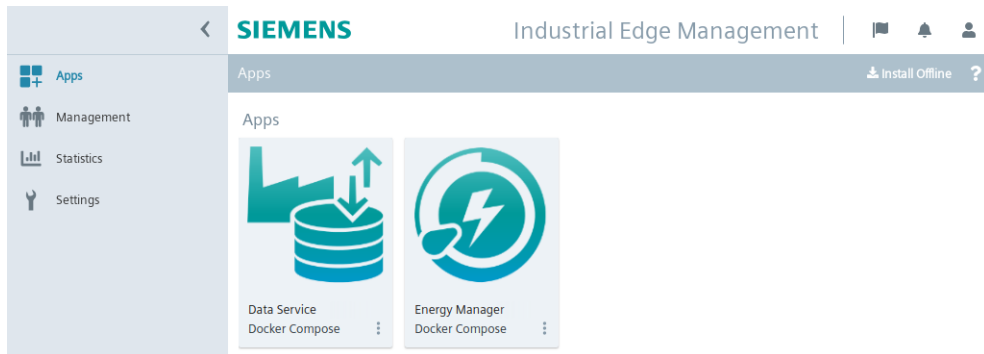 SIEMENS
Industrial Edge Management
Apps
Management
Statistics
Settings
Apps
Install Offline
?
Apps
Data Service
Docker Compose
Energy Manager
Docker Compose